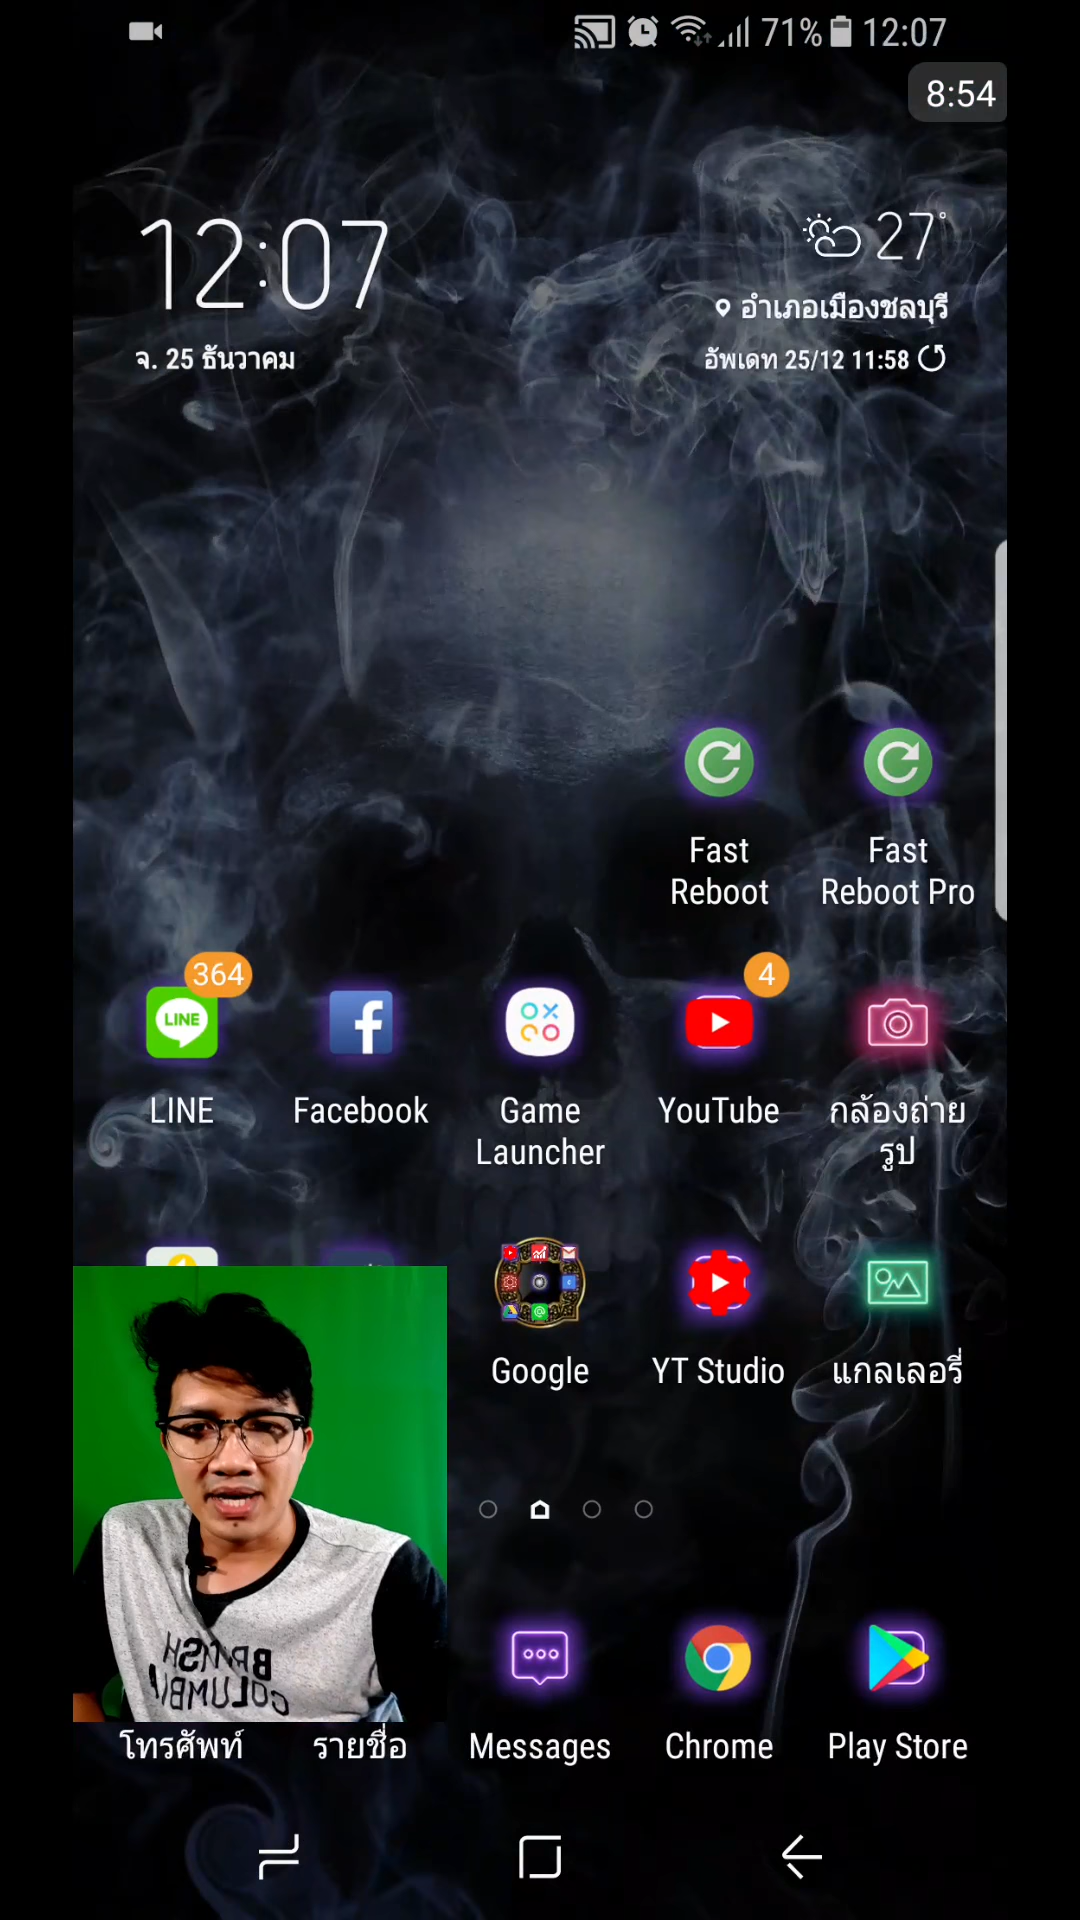 71% 12:07
8:54
12:07
27°
อำเภอเมืองชลบุรี
จ. 25 ธันวาคม
อัพเดท 25/12 11:58
Fast Reboot
Fast Reboot Pro
364
4
LINE
LINE
Facebook
Game Launcher
YouTube
กล้องถ่ายรูป
Google
YT Studio
แกลเลอรี่
BRITISH
COLUMBIA
โทรศัพท์
รายชื่อ
Messages
Chrome
Play Store